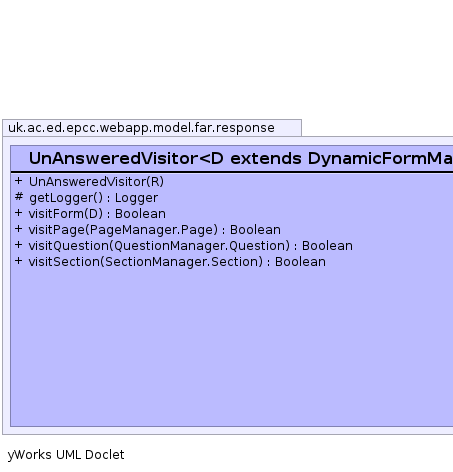 uk.ac.ed.epcc.webapp.model.far.response
UnAnsweredVisitor<D extends DynamicFormMa
+ UnAnsweredVisitor(R)
# getLogger() : Logger
+ visitForm(D) : Boolean
+ visitPage(PageManager.Page) : Boolean
+ visitQuestion(QuestionManager.Question) : Boolean
+ visitSection(SectionManager.Section) : Boolean
yWorks UML Doclet